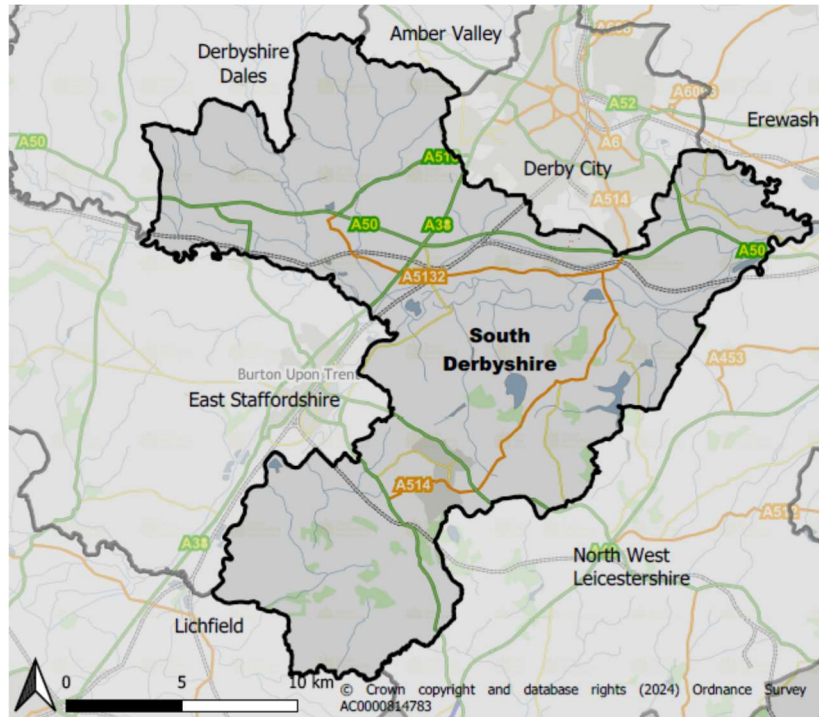 Amber Valley
Derbyshire
Dales
A52
Erewash
A50
A6
Derby City
A514
A50
A38
A50
A5132
South
Derbyshire
A453
Burton Upon Trent
East Staffordshire
A514
A38
North West
Leicestershire
Lichfield
0 5 10 km
© Crown copyright and database rights (2024) Ordnance Survey
AC0000814783